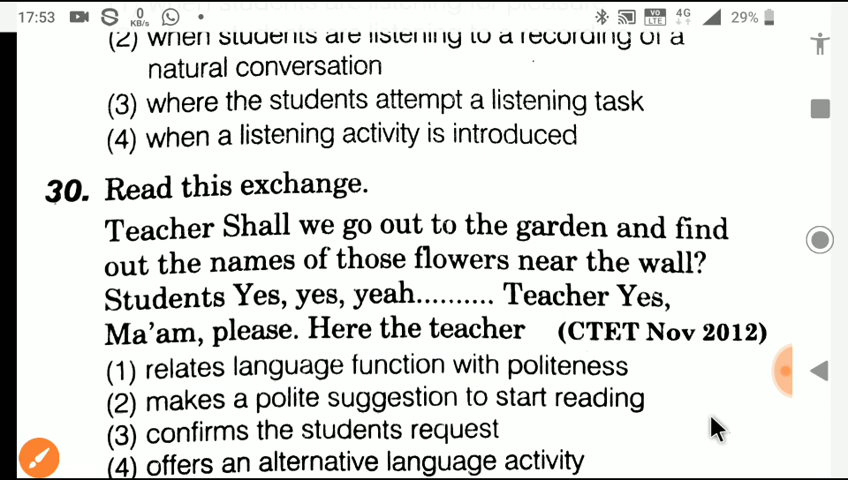 17:53 0 KB/s VO LTE 4G 29%
(2) when students are listening to a recording of a
natural conversation
(3) where the students attempt a listening task
(4) when a listening activity is introduced
30. Read this exchange.
Teacher Shall we go out to the garden and find
out the names of those flowers near the wall?
Students Yes, yes, yeah.......... Teacher Yes,
Ma'am, please. Here the teacher (CTET Nov 2012)
(1) relates language function with politeness
(2) makes a polite suggestion to start reading
(3) confirms the students request
(4) offers an alternative language activity